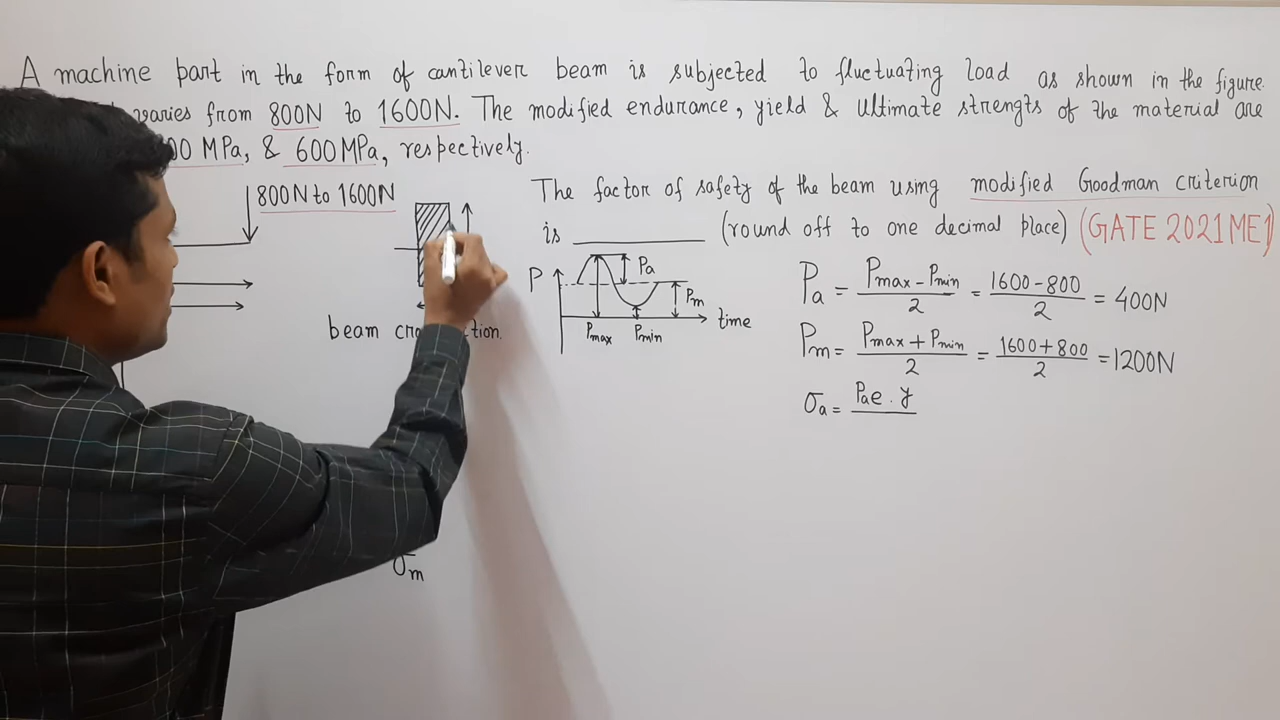 A machine part in the form of cantilever beam is subjected to fluctuating load as shown in the figure.
varies from 800N to 1600N. The modified endurance, yield & ultimate strengts of the material are
00 MPa, & 600MPa, respectively.
800N to 1600N
The factor of safety of the beam using modified Goodman criterion
is ________ (round off to one decimal place) (GATE 2021 ME1)
P
Pa
Pm
time
Pmax Pmin
beam tion.
Pa = Pmax - Pmin / 2 = 1600 - 800 / 2 = 400N
Pm = Pmax + Pmin / 2 = 1600 + 800 / 2 = 1200N
σa = Pae . y
σm